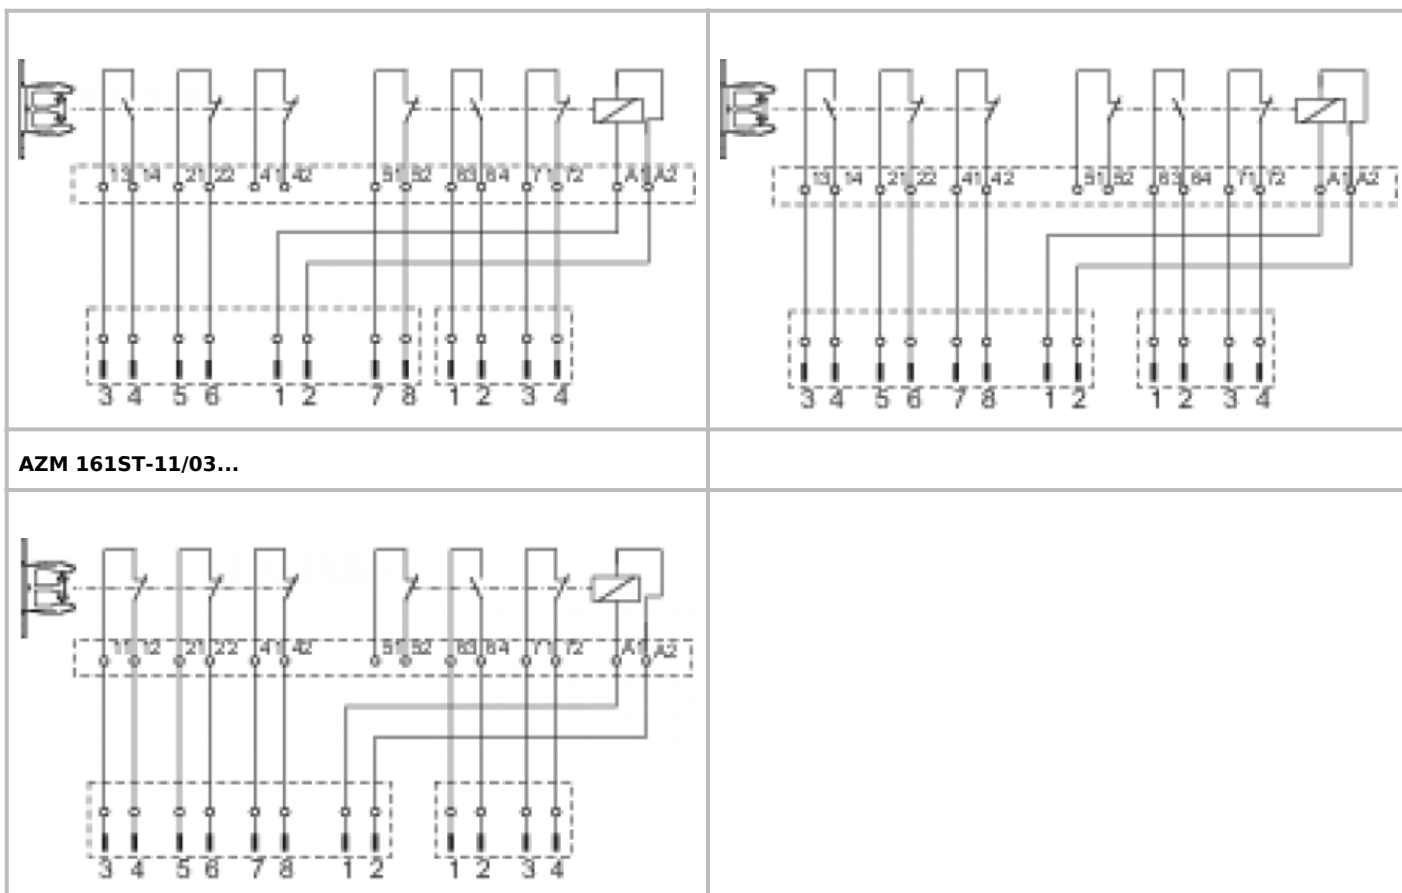 13 14 21 22 41 42 51 52 63 64 71 72 A1 A2
3 4 5 6 1 2 7 8 1 2 3 4
13 14 21 22 41 42 51 52 63 64 71 72 A1 A2
3 4 5 6 7 8 1 2 1 2 3 4
AZM 161ST-11/03...
11 12 21 22 41 42 51 52 63 64 71 72 A1 A2
3 4 5 6 7 8 1 2 1 2 3 4